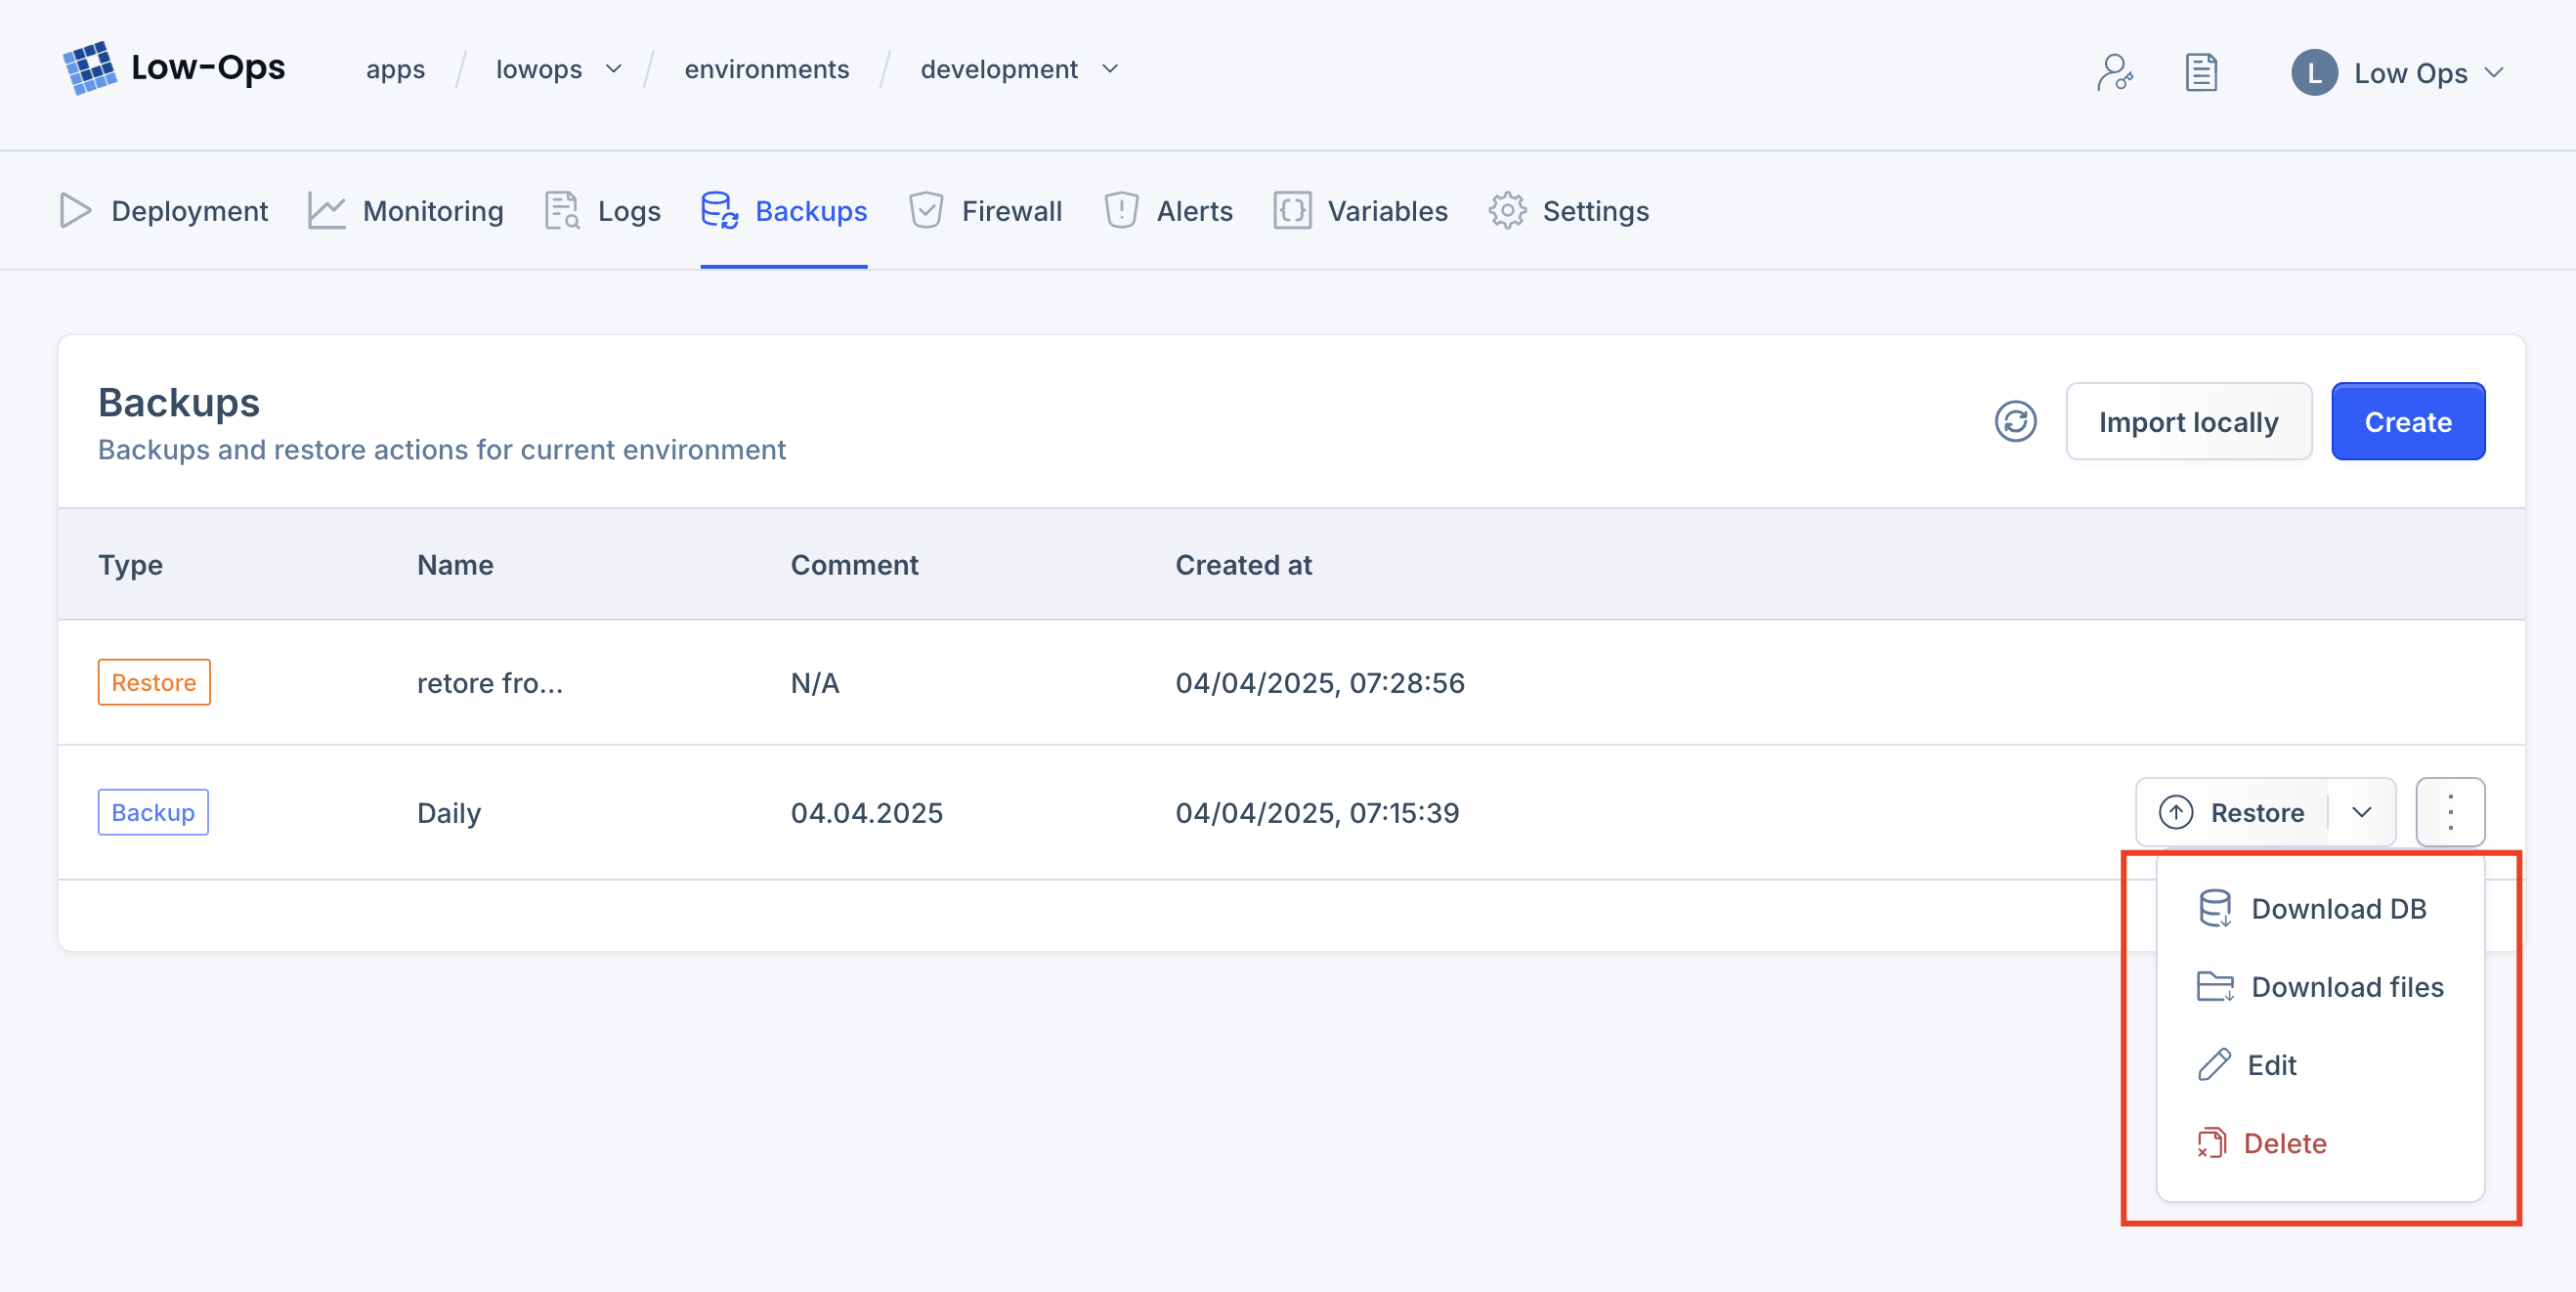 Low-Ops apps / lowops / environments / development L Low Ops
Deployment Monitoring Logs Backups Firewall Alerts Variables Settings
Backups
Backups and restore actions for current environment
Import locally Create
Type Name Comment Created at
Restore retore fro... N/A 04/04/2025, 07:28:56
Backup Daily 04.04.2025 04/04/2025, 07:15:39 Restore
Download DB
Download files
Edit
Delete